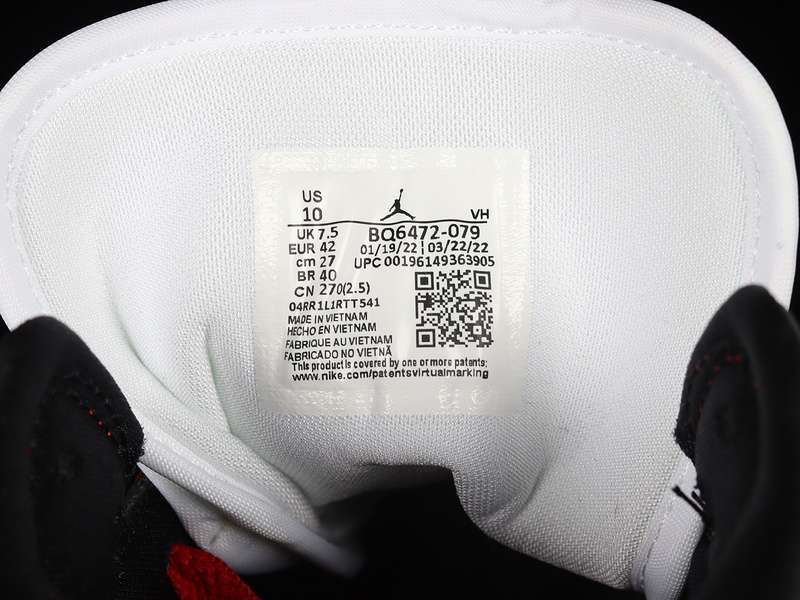 US
10
VH
UK 7.5 BQ6472-079
EUR 42 01/19/22 | 03/22/22
cm 27 UPC 00196149363905
BR 40
CN 270(2.5)
04RR1L1RTT541
MADE IN VIETNAM
HECHO EN VIETNAM
FABRIQUE AU VIETNAM
FABRICADO NO VIETNÃ
This product is covered by one or more patents:
www.nike.com/patentsvirtualmarking